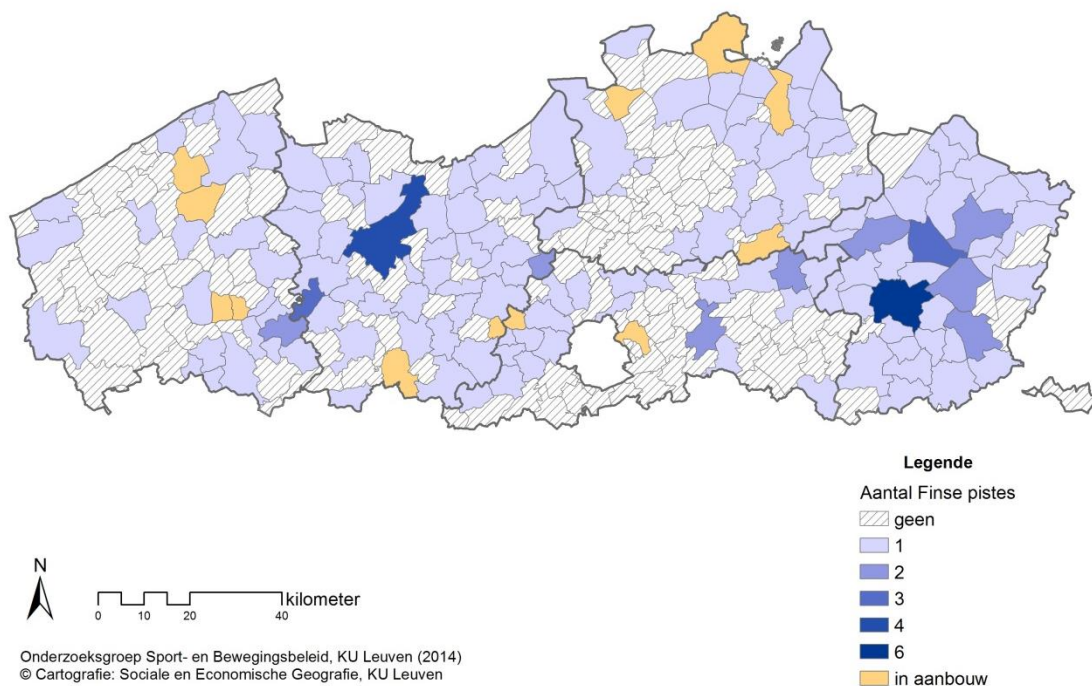 Legende
Aantal Finse pistes
geen
1
2
3
4
6
in aanbouw
N
kilometer
0 10 20 40
Onderzoeksgroep Sport- en Bewegingsbeleid, KU Leuven (2014)
© Cartografie: Sociale en Economische Geografie, KU Leuven